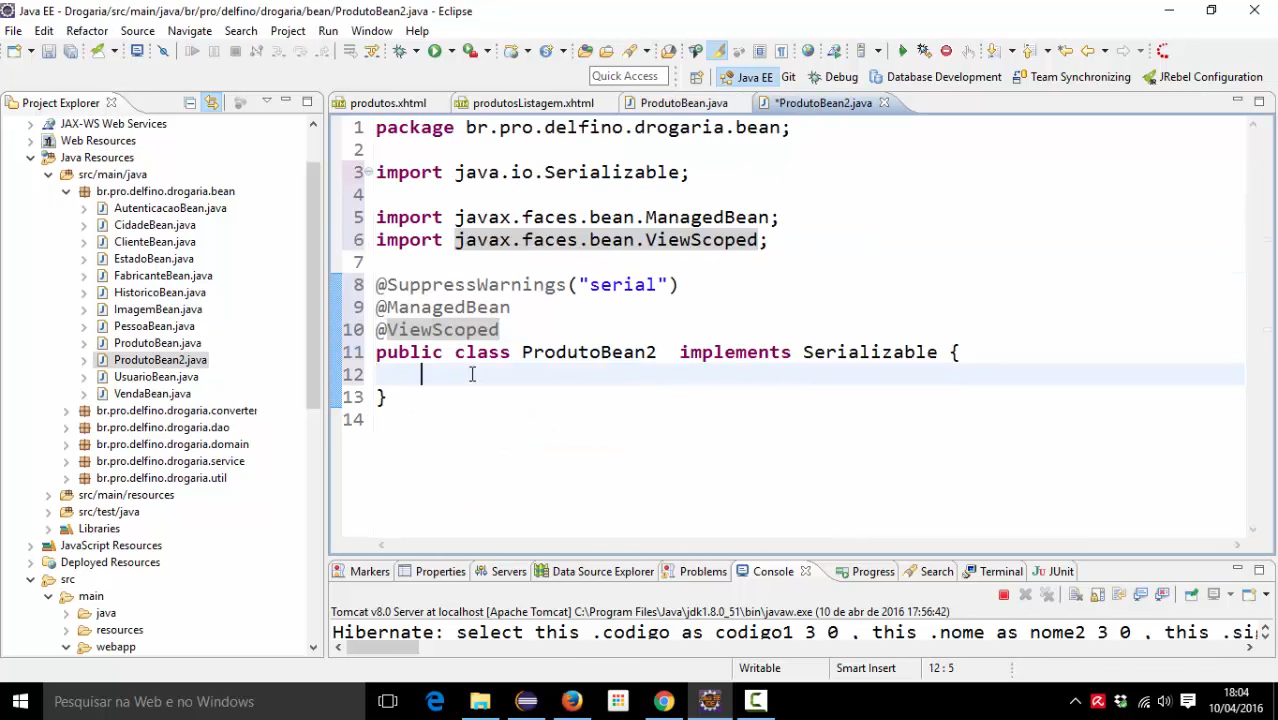 Java EE - Drogaria/src/main/java/br/pro/delfino/drogaria/bean/ProdutoBean2.java - Eclipse
File Edit Refactor Source Navigate Search Project Run Window Help
Quick Access Java EE Git Debug Database Development Team Synchronizing JRebel Configuration
Project Explorer
JAX-WS Web Services
Web Resources
Java Resources
src/main/java
br.pro.delfino.drogaria.bean
AutenticacaoBean.java
CidadeBean.java
ClienteBean.java
EstadoBean.java
FabricanteBean.java
HistoricoBean.java
ImagemBean.java
PessoaBean.java
ProdutoBean.java
ProdutoBean2.java
UsuarioBean.java
VendaBean.java
br.pro.delfino.drogaria.converter
br.pro.delfino.drogaria.dao
br.pro.delfino.drogaria.domain
br.pro.delfino.drogaria.service
br.pro.delfino.drogaria.util
src/main/resources
src/test/java
Libraries
JavaScript Resources
Deployed Resources
src
main
java
resources
webapp
produtos.xhtml produtosListagem.xhtml ProdutoBean.java *ProdutoBean2.java
1 package br.pro.delfino.drogaria.bean;
2
3 import java.io.Serializable;
4
5 import javax.faces.bean.ManagedBean;
6 import javax.faces.bean.ViewScoped;
7
8 @SuppressWarnings("serial")
9 @ManagedBean
10 @ViewScoped
11 public class ProdutoBean2  implements Serializable {
12
13 }
14
Markers Properties Servers Data Source Explorer Problems Console Progress Search Terminal JUnit
Tomcat v8.0 Server at localhost [Apache Tomcat] C:\Program Files\Java\jdk1.8.0_51\bin\javaw.exe (10 de abr de 2016 17:56:42)
Hibernate: select this_.codigo as codigo1_3_0_, this_.nome as nome2_3_0_, this_.si
Writable Smart Insert 12 : 5
Pesquisar na Web e no Windows
18:04
10/04/2016